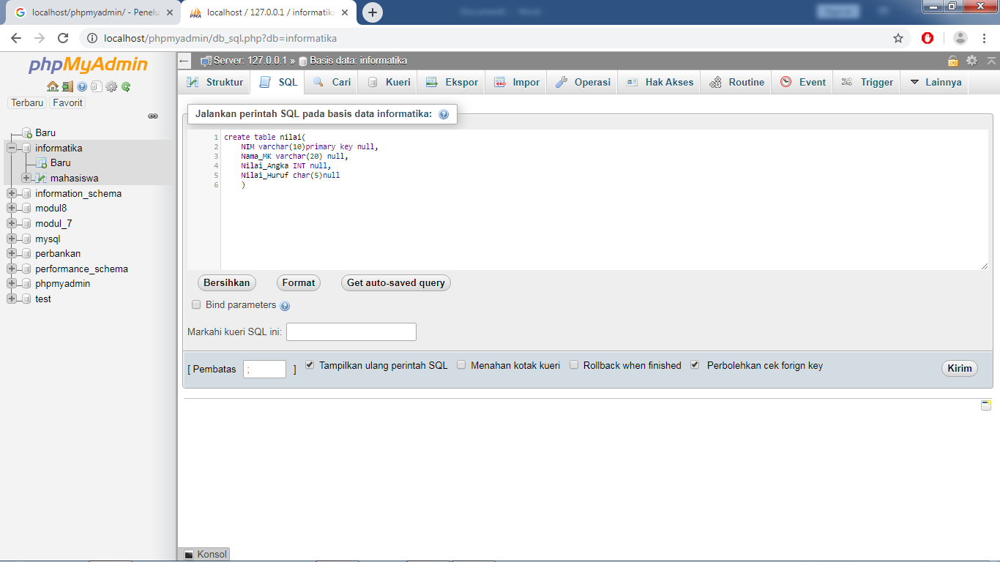 localhost/phpmyadmin/ - Penelu
localhost / 127.0.0.1 / informatika
localhost/phpmyadmin/db_sql.php?db=informatika
phpMyAdmin
Terbaru Favorit
Baru
informatika
Baru
mahasiswa
information_schema
modul8
modul_7
mysql
perbankan
performance_schema
phpmyadmin
test
Server: 127.0.0.1 » Basis data: informatika
Struktur SQL Cari Kueri Ekspor Impor Operasi Hak Akses Routine Event Trigger Lainnya
Jalankan perintah SQL pada basis data informatika:
1 create table nilai(
2 NIM varchar(10)primary key null,
3 Nama_MK varchar(20) null,
4 Nilai_Angka INT null,
5 Nilai_Huruf char(5)null
6 )
Bersihkan Format Get auto-saved query
Bind parameters
Markahi kueri SQL ini:
[ Pembatas ; ] Tampilkan ulang perintah SQL Menahan kotak kueri Rollback when finished Perbolehkan cek forign key Kirim
Konsol